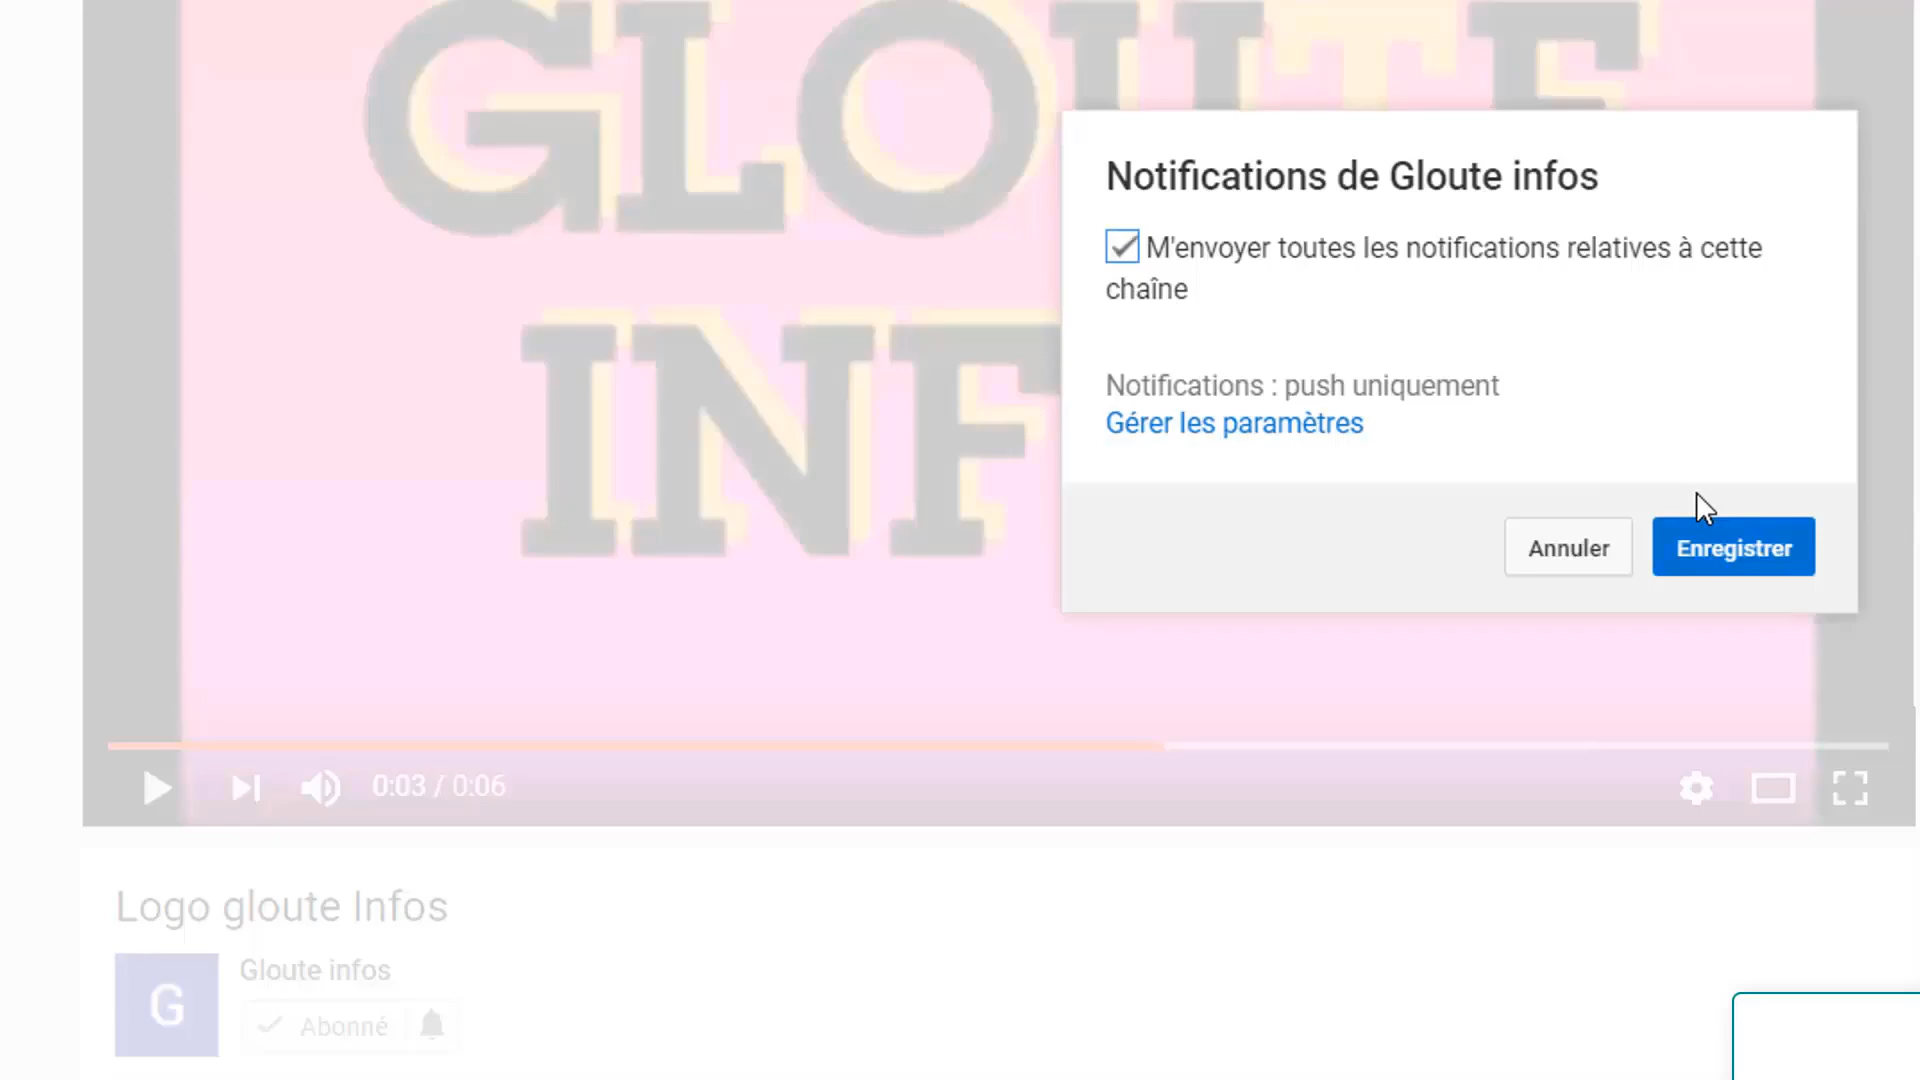 GLOUTE
INF
Notifications de Gloute infos
M'envoyer toutes les notifications relatives à cette
chaîne
Notifications : push uniquement
Gérer les paramètres
Annuler
Enregistrer
0:03 / 0:06
Logo gloute Infos
G
Gloute infos
Abonné